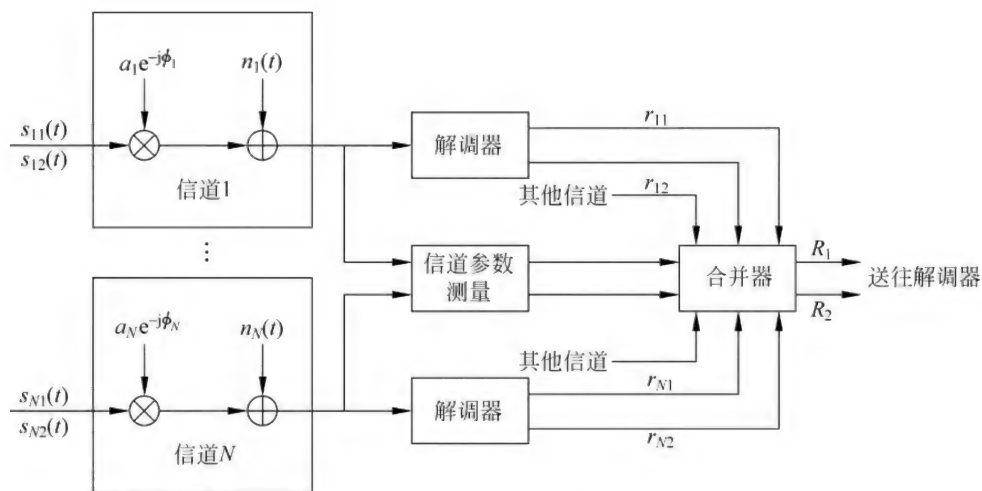 a₁e^{-jϕ₁}
n₁(t)
s₁₁(t)
s₁₂(t)
信道1
解调器
r₁₁
r₁₂
其他信道
⋮
信道参数
测量
合并器
R₁
R₂
送往解调器
a_N e^{-jϕ_N}
n_N(t)
s_{N1}(t)
s_{N2}(t)
信道N
其他信道
解调器
r_{N1}
r_{N2}